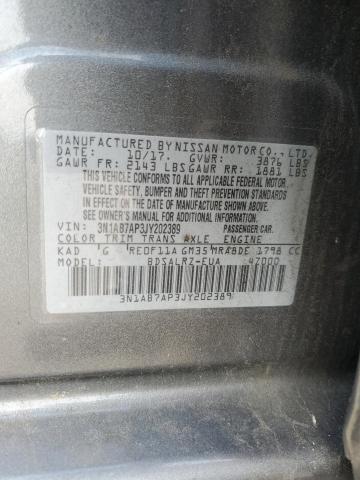 MANUFACTURED BY NISSAN MOTOR CO., LTD.
DATE: 10/17. GVWR: 3876 LBS
GAWR FR: 2143 LBS GAWR RR: 1881 LBS
THIS VEHICLE CONFORMS TO ALL APPLICABLE FEDERAL MOTOR
VEHICLE SAFETY, BUMPER AND THEFT PREVENTION STANDARDS
IN EFFECT ON THE DATE OF MANUFACTURE SHOWN ABOVE.
SEE OWNER'S MANUAL FOR MORE INFORMATION.
VIN: 3N1AB7AP3JY202389 PASSENGER CAR.
COLOR TRIM TRANS AXLE ENGINE
KAD G RE0F11A GM35 MRA8DE 1798 CC
MODEL: BDSALRZ-EUA 4Z000
3N1AB7AP3JY202389